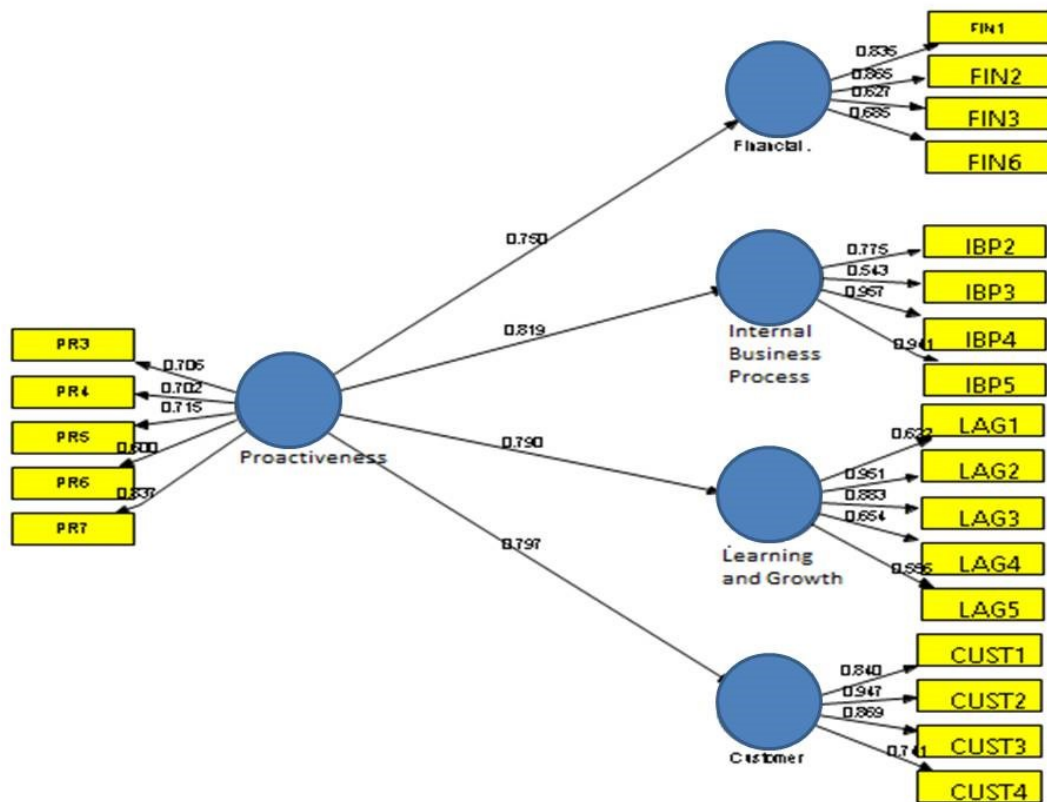 FIN1
0.835
0.865
FIN2
0.627
FIN3
0.685
Financial .
FIN6
0.750
IBP2
0.775
0.543
IBP3
0.957
IBP4
0.819
Internal
Business
Process
0.941
IBP5
PR3
0.706
PR4
0.702
0.715
PR5
0.600
PR6
0.837
PR7
Proactiveness
LAG1
0.790
LAG2
0.951
0.883
LAG3
0.654
LAG4
Learning
and Growth
LAG5
0.797
CUST1
0.840
0.947
CUST2
0.869
CUST3
0.741
Customer
CUST4